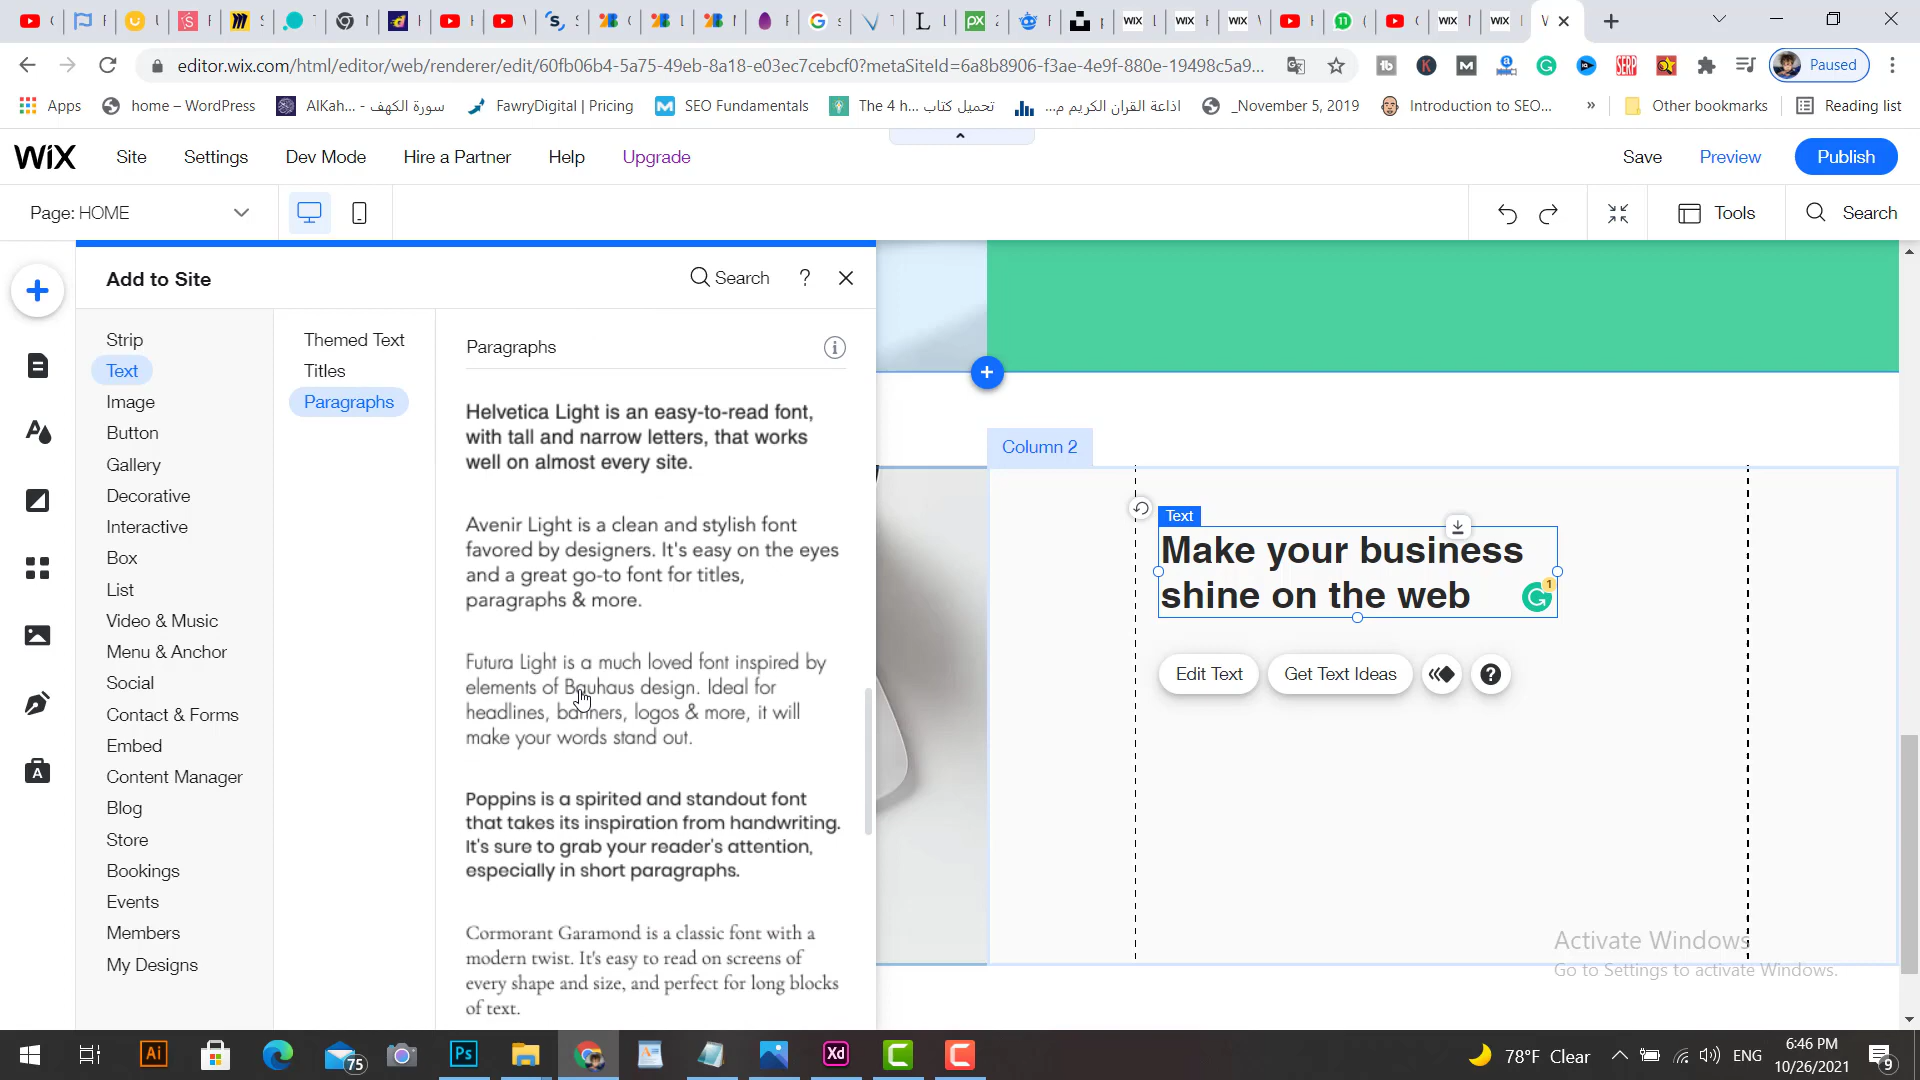 editor.wix.com/html/editor/web/renderer/edit/60fb06b4-5a75-49eb-8a18-e03ec7cebcf0?metaSiteId=6a8b8906-f3ae-4e9f-880e-19498c5a9...
Paused
Apps
home – WordPress
سورة الكهف - ...AlKah
FawryDigital | Pricing
SEO Fundamentals
The 4 h... تحميل كتاب
اذاعة القران الكريم م...
_November 5, 2019
Introduction to SEO...
»
Other bookmarks
Reading list
WiX
Site
Settings
Dev Mode
Hire a Partner
Help
Upgrade
Save
Preview
Publish
Page: HOME
Tools
Search
Add to Site
Search
?
Strip
Text
Image
Button
Gallery
Decorative
Interactive
Box
List
Video & Music
Menu & Anchor
Social
Contact & Forms
Embed
Content Manager
Blog
Store
Bookings
Events
Members
My Designs
Themed Text
Titles
Paragraphs
Paragraphs
Helvetica Light is an easy-to-read font,
with tall and narrow letters, that works
well on almost every site.
Avenir Light is a clean and stylish font
favored by designers. It's easy on the eyes
and a great go-to font for titles,
paragraphs & more.
Futura Light is a much loved font inspired by
elements of Bauhaus design. Ideal for
headlines, banners, logos & more, it will
make your words stand out.
Poppins is a spirited and standout font
that takes its inspiration from handwriting.
It's sure to grab your reader's attention,
especially in short paragraphs.
Cormorant Garamond is a classic font with a
modern twist. It's easy to read on screens of
every shape and size, and perfect for long blocks
of text.
Column 2
Text
Make your business
shine on the web
1
Edit Text
Get Text Ideas
?
Activate Windows
Go to Settings to activate Windows.
Ai
75
Ps
Xd
78°F Clear
ENG
6:46 PM
10/26/2021
9